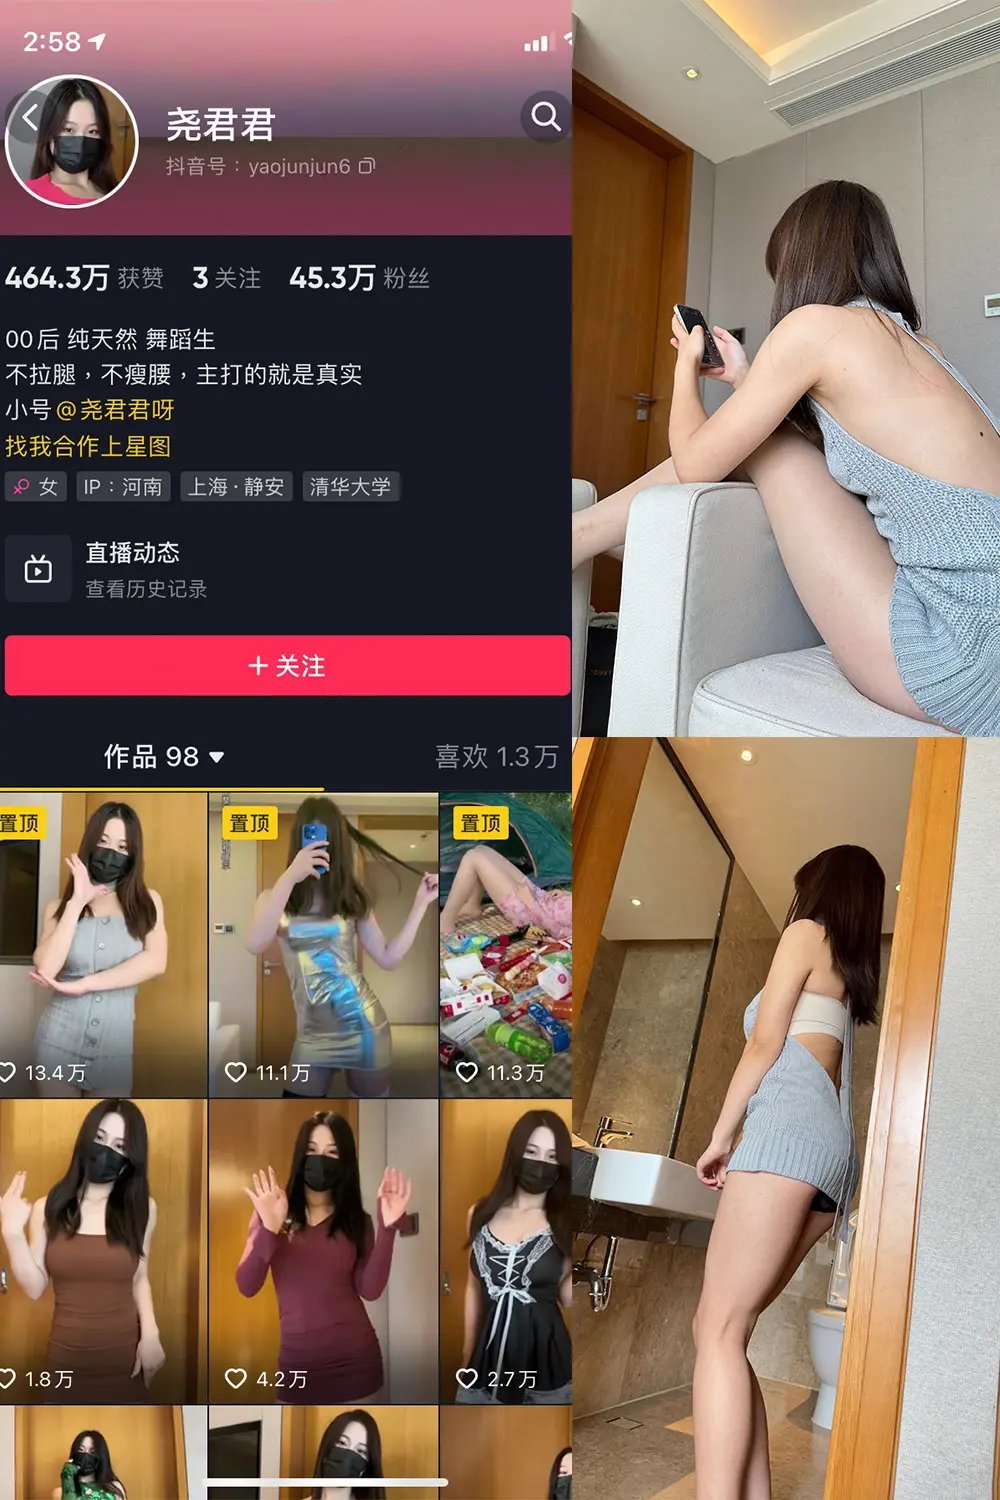 2:58
尧君君
抖音号：yaojunjun6
464.3万 获赞 3 关注 45.3万 粉丝
00后 纯天然 舞蹈生
不拉腿，不瘦腰，主打的就是真实
小号@尧君君呀
找我合作上星图
女 IP：河南 上海·静安 清华大学
直播动态
查看历史记录
+ 关注
作品 98 喜欢 1.3万
置顶 置顶 置顶
13.4万 11.1万 11.3万
1.8万 4.2万 2.7万